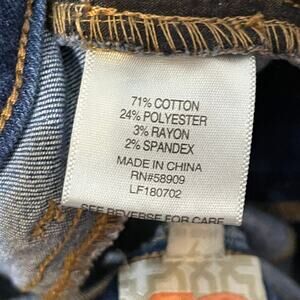 71% COTTON
24% POLYESTER
3% RAYON
2% SPANDEX
MADE IN CHINA
RN#58909
LF180702
SEE REVERSE FOR CARE